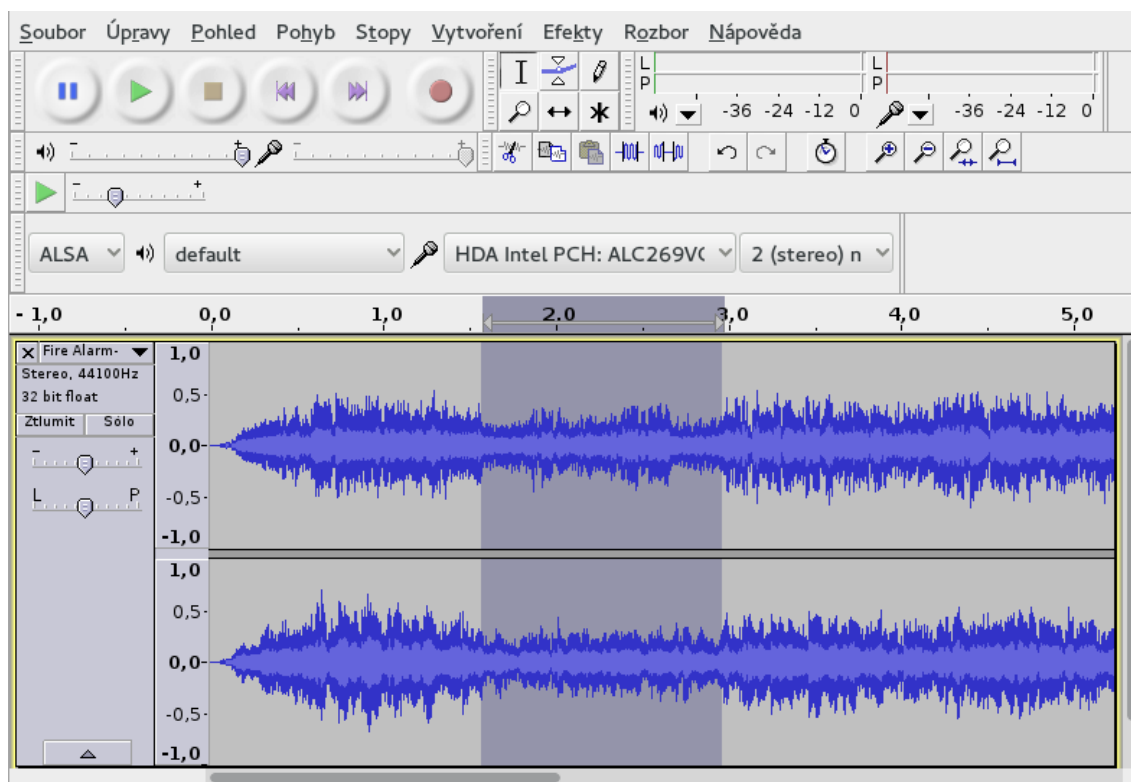 Soubor Úpravy Pohled Pohyb Stopy Vytvoření Efekty Rozbor Nápověda
L
P
-36 -24 -12 0
L
P
-36 -24 -12 0
- +
ALSA default HDA Intel PCH: ALC269V( 2 (stereo) n
- 1,0 0,0 1,0 2,0 3,0 4,0 5,0
Fire Alarm-
Stereo, 44100Hz
32 bit float
Ztlumit Sólo
- +
L P
1,0
0,5
0,0
-0,5
-1,0
1,0
0,5
0,0
-0,5
-1,0